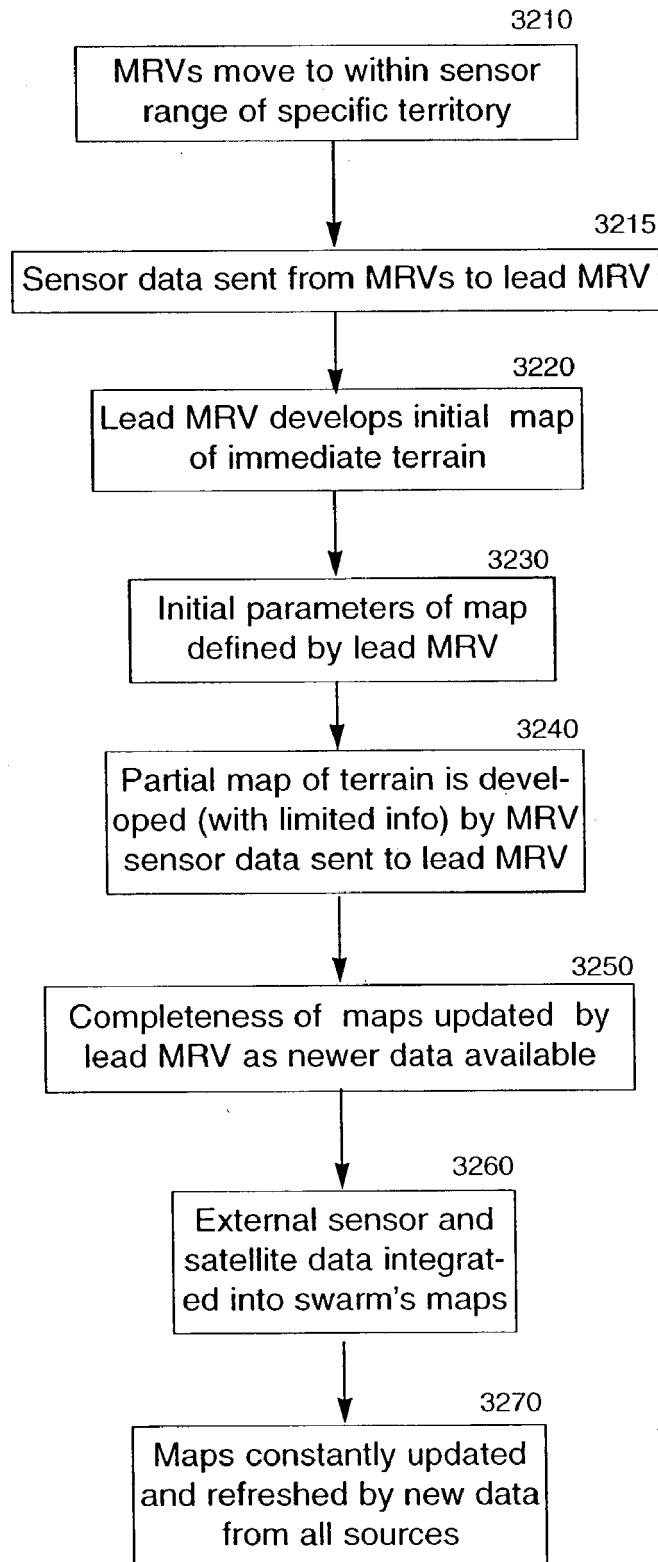 3210
MRVs move to within sensor
range of specific territory
3215
Sensor data sent from MRVs to lead MRV
3220
Lead MRV develops initial map
of immediate terrain
3230
Initial parameters of map
defined by lead MRV
3240
Partial map of terrain is devel-
oped (with limited info) by MRV
sensor data sent to lead MRV
3250
Completeness of maps updated by
lead MRV as newer data available
3260
External sensor and
satellite data integrat-
ed into swarm's maps
3270
Maps constantly updated
and refreshed by new data
from all sources